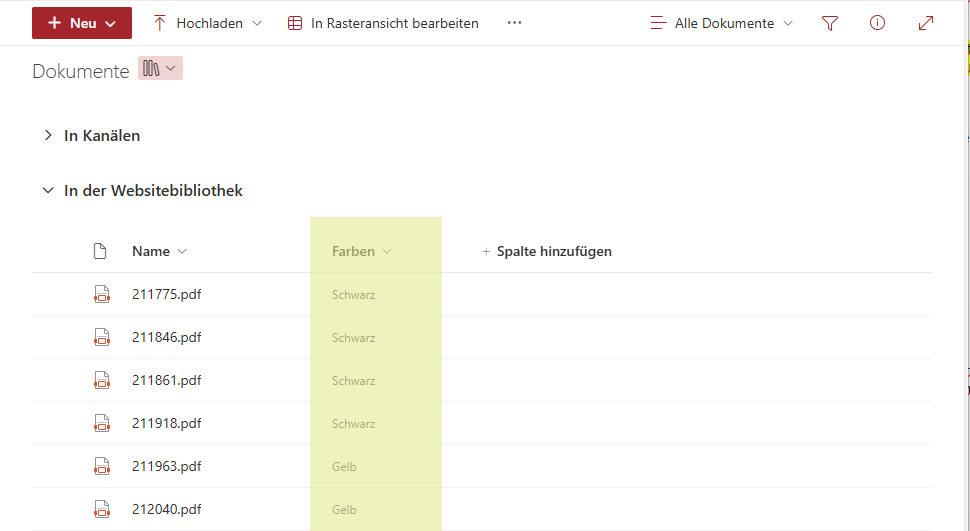 Neu Hochladen In Rasteransicht bearbeiten ··· Alle Dokumente
Dokumente
In Kanälen
In der Websitebibliothek
Name Farben + Spalte hinzufügen
211775.pdf Schwarz
211846.pdf Schwarz
211861.pdf Schwarz
211918.pdf Schwarz
211963.pdf Gelb
212040.pdf Gelb